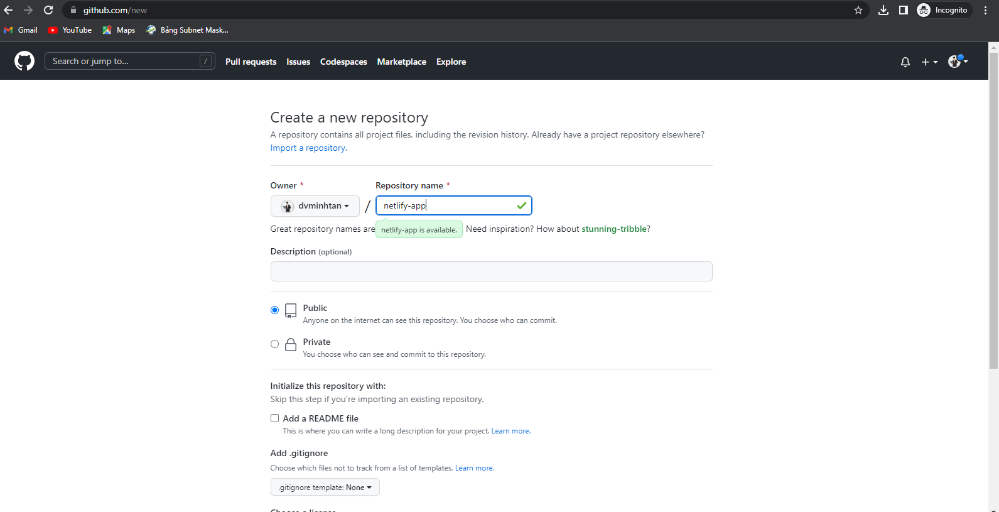 github.com/new
Incognito
Gmail YouTube Maps Bảng Subnet Mask...
Search or jump to... / Pull requests Issues Codespaces Marketplace Explore
Create a new repository
A repository contains all project files, including the revision history. Already have a project repository elsewhere?
Import a repository.
Owner * Repository name *
dvminhtan / netlify-app
Great repository names are netlify-app is available. Need inspiration? How about stunning-tribble?
Description (optional)
Public
Anyone on the internet can see this repository. You choose who can commit.
Private
You choose who can see and commit to this repository.
Initialize this repository with:
Skip this step if you're importing an existing repository.
Add a README file
This is where you can write a long description for your project. Learn more.
Add .gitignore
Choose which files not to track from a list of templates. Learn more.
.gitignore template: None
Choose a license